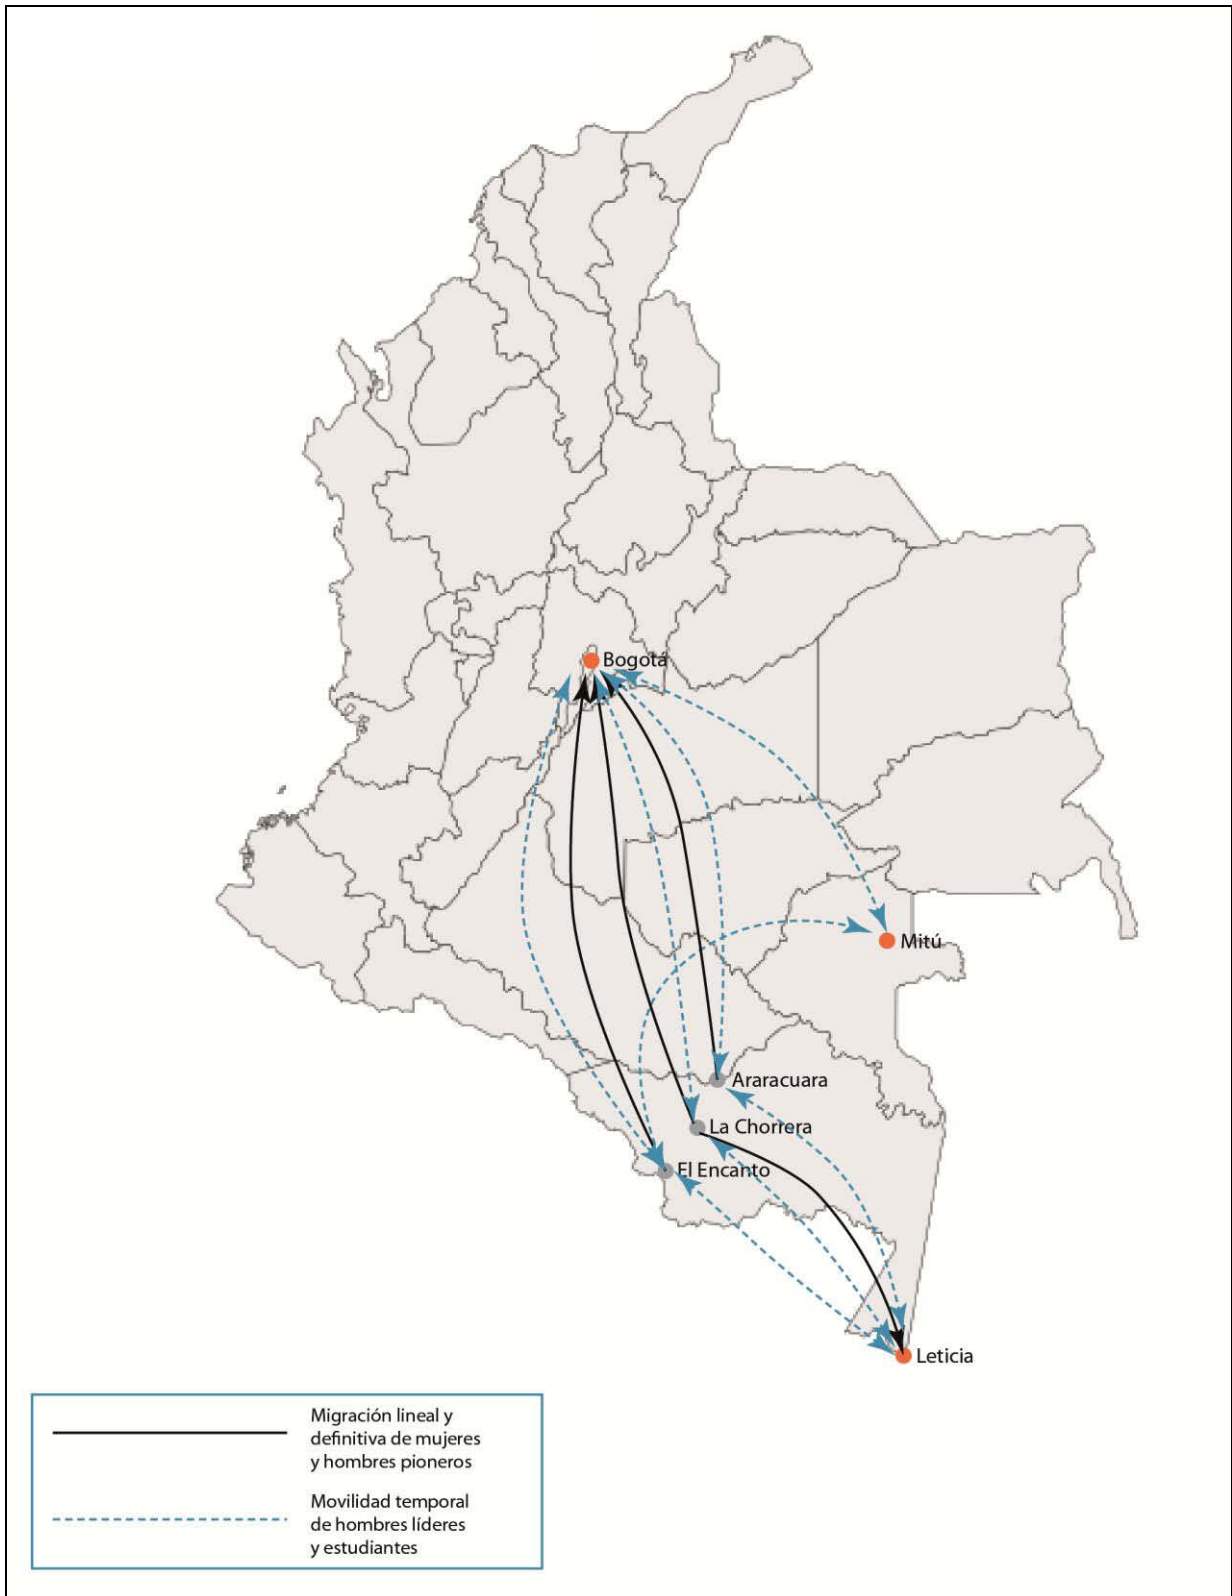 Bogotá
Mitú
Araracuara
La Chorrera
El Encanto
Leticia
Migración lineal y
definitiva de mujeres
y hombres pioneros
Movilidad temporal
de hombres líderes
y estudiantes